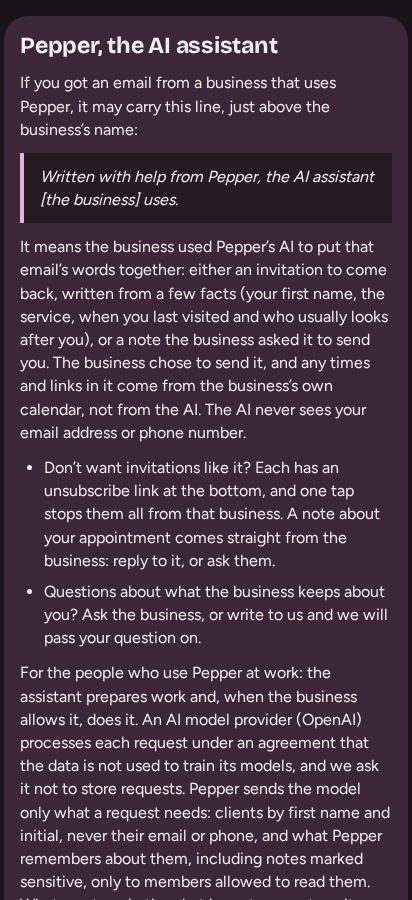 Pepper, the AI assistant
If you got an email from a business that uses
Pepper, it may carry this line, just above the
business’s name:
Written with help from Pepper, the AI assistant
[the business] uses.
It means the business used Pepper’s AI to put that
email’s words together: either an invitation to come
back, written from a few facts (your first name, the
service, when you last visited and who usually looks
after you), or a note the business asked it to send
you. The business chose to send it, and any times
and links in it come from the business’s own
calendar, not from the AI. The AI never sees your
email address or phone number.
• Don’t want invitations like it? Each has an
unsubscribe link at the bottom, and one tap
stops them all from that business. A note about
your appointment comes straight from the
business: reply to it, or ask them.
• Questions about what the business keeps about
you? Ask the business, or write to us and we will
pass your question on.
For the people who use Pepper at work: the
assistant prepares work and, when the business
allows it, does it. An AI model provider (OpenAI)
processes each request under an agreement that
the data is not used to train its models, and we ask
it not to store requests. Pepper sends the model
only what a request needs: clients by first name and
initial, never their email or phone, and what Pepper
remembers about them, including notes marked
sensitive, only to members allowed to read them.